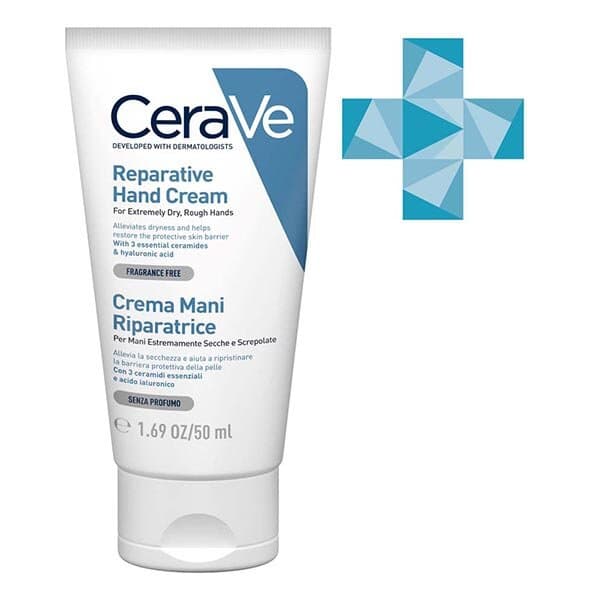 CeraVe
DEVELOPED WITH DERMATOLOGISTS
Reparative
Hand Cream
For Extremely Dry, Rough Hands
Alleviates dryness and helps
restore the protective skin barrier
With 3 essential ceramides
& hyaluronic acid
FRAGRANCE FREE
Crema Mani
Riparatrice
Per Mani Estremamente Secche e Screpolate
Allevia la secchezza e aiuta a ripristinare
la barriera protettiva della pelle
Con 3 ceramidi essenziali
e acido ialuronico
SENZA PROFUMO
℮ 1.69 OZ/50 ml